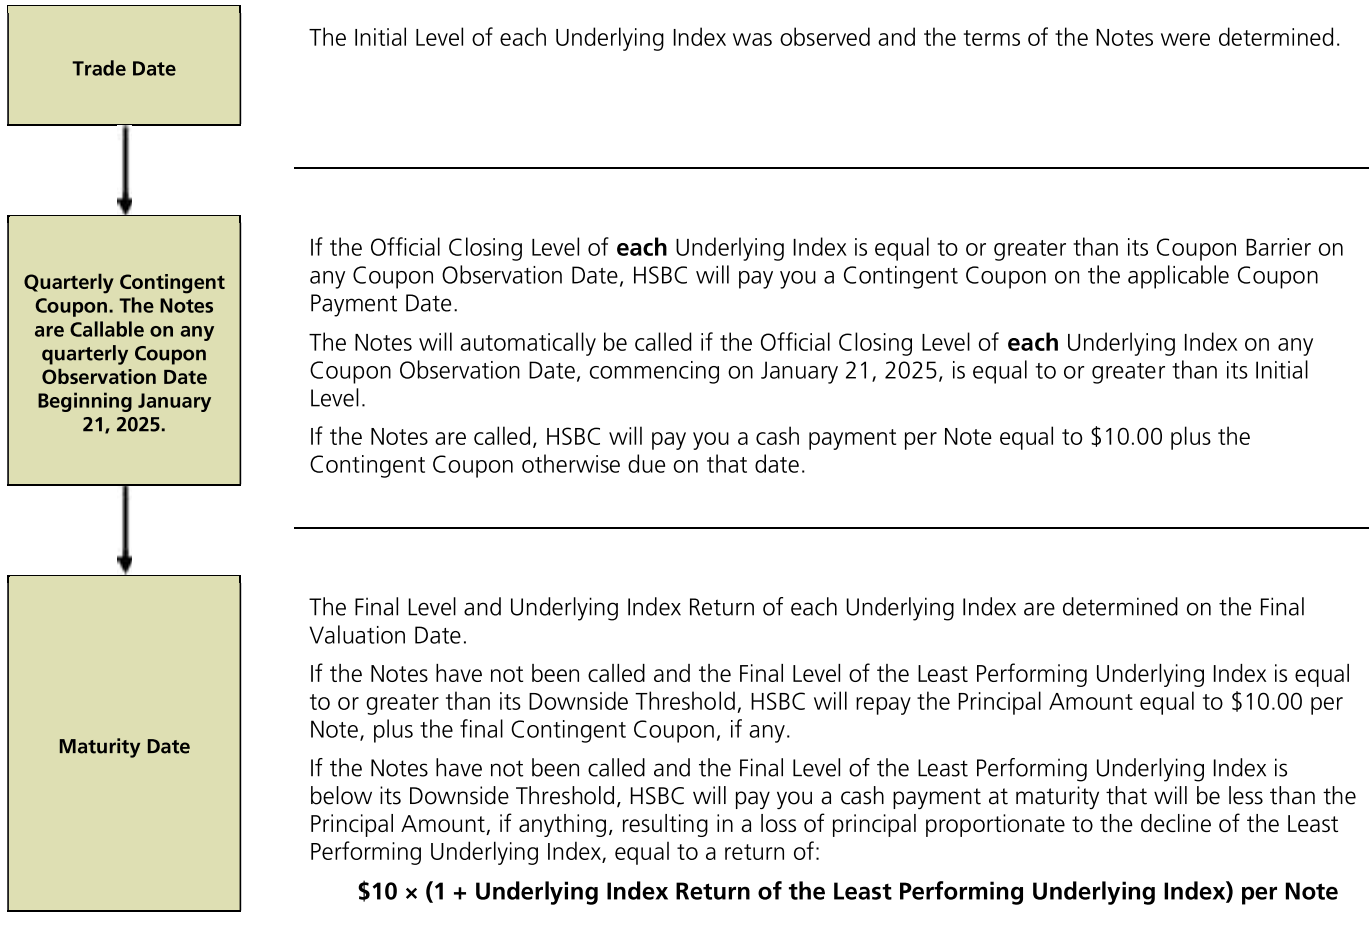 Trade Date
The Initial Level of each Underlying Index was observed and the terms of the Notes were determined.
Quarterly Contingent
Coupon. The Notes
are Callable on any
quarterly Coupon
Observation Date
Beginning January
21, 2025.
If the Official Closing Level of each Underlying Index is equal to or greater than its Coupon Barrier on
any Coupon Observation Date, HSBC will pay you a Contingent Coupon on the applicable Coupon
Payment Date.
The Notes will automatically be called if the Official Closing Level of each Underlying Index on any
Coupon Observation Date, commencing on January 21, 2025, is equal to or greater than its Initial
Level.
If the Notes are called, HSBC will pay you a cash payment per Note equal to $10.00 plus the
Contingent Coupon otherwise due on that date.
Maturity Date
The Final Level and Underlying Index Return of each Underlying Index are determined on the Final
Valuation Date.
If the Notes have not been called and the Final Level of the Least Performing Underlying Index is equal
to or greater than its Downside Threshold, HSBC will repay the Principal Amount equal to $10.00 per
Note, plus the final Contingent Coupon, if any.
If the Notes have not been called and the Final Level of the Least Performing Underlying Index is
below its Downside Threshold, HSBC will pay you a cash payment at maturity that will be less than the
Principal Amount, if anything, resulting in a loss of principal proportionate to the decline of the Least
Performing Underlying Index, equal to a return of:
$10 × (1 + Underlying Index Return of the Least Performing Underlying Index) per Note